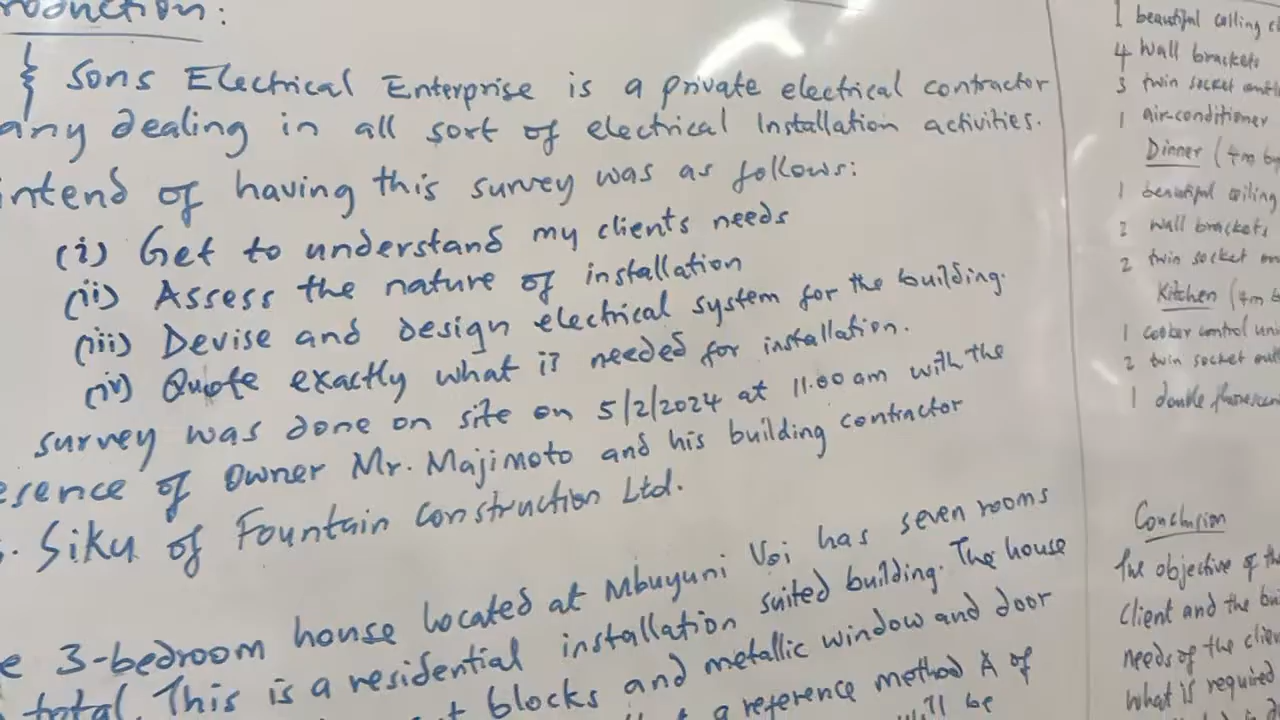 roduction:
& Sons Electrical Enterprise is a private electrical contractor
any dealing in all sort of electrical Installation activities.
intend of having this survey was as follows:
(i) Get to understand my clients needs
(ii) Assess the nature of installation
(iii) Devise and design electrical system for the building.
(iv) Quote exactly what is needed for installation.
survey was done on site on 5/2/2024 at 11.00 am with the
esence of Owner Mr. Majimoto and his building contractor
. Siku of Fountain Construction Ltd.
e 3-bedroom house located at Mbuyuni Voi has seven rooms
total. This is a residential installation suited building. The house
blocks and metallic window and door
a reference method A of
be
1 beautiful
4 wall brackets
3 twin socket
1 air-conditioner
Dinner (4m
1 beautiful ceiling
2 wall brackets
2 twin socket
Kitchen (4m
1 cooker control
2 twin socket
1 double
Conclusion
The objective of
Client and the
needs of the
what is required